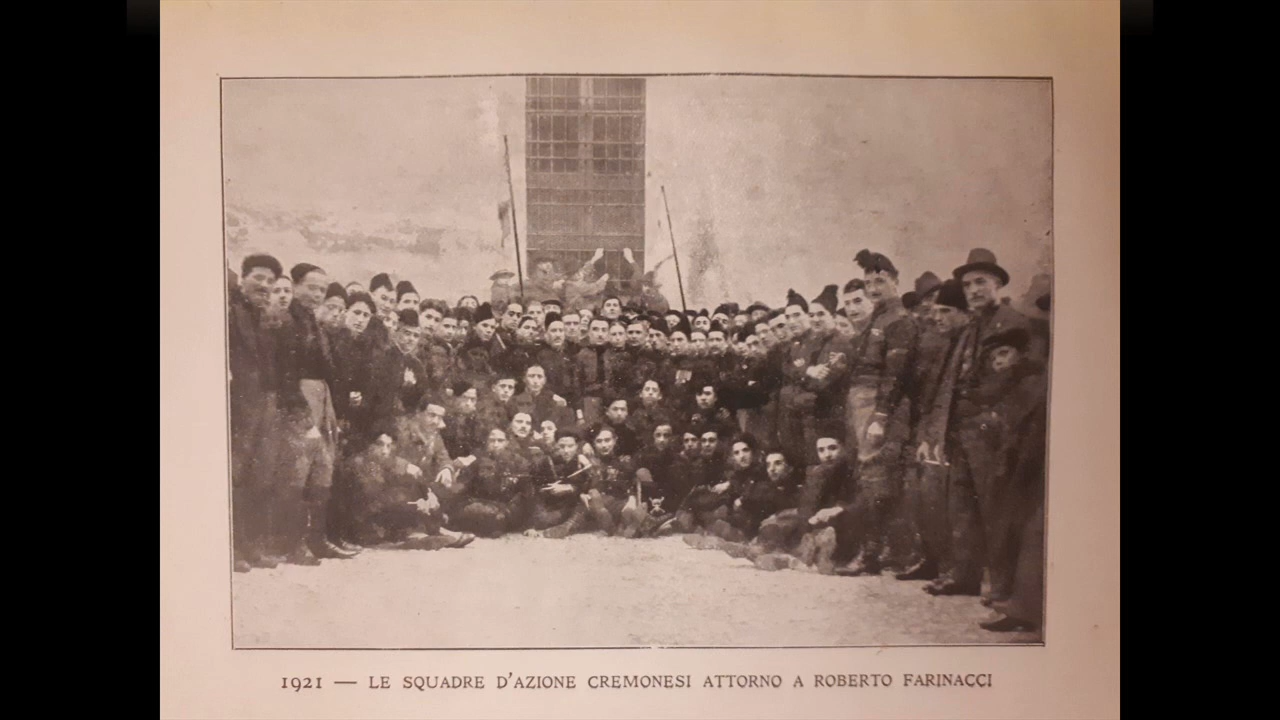 1921 — LE SQUADRE D'AZIONE CREMONESI ATTORNO A ROBERTO FARINACCI